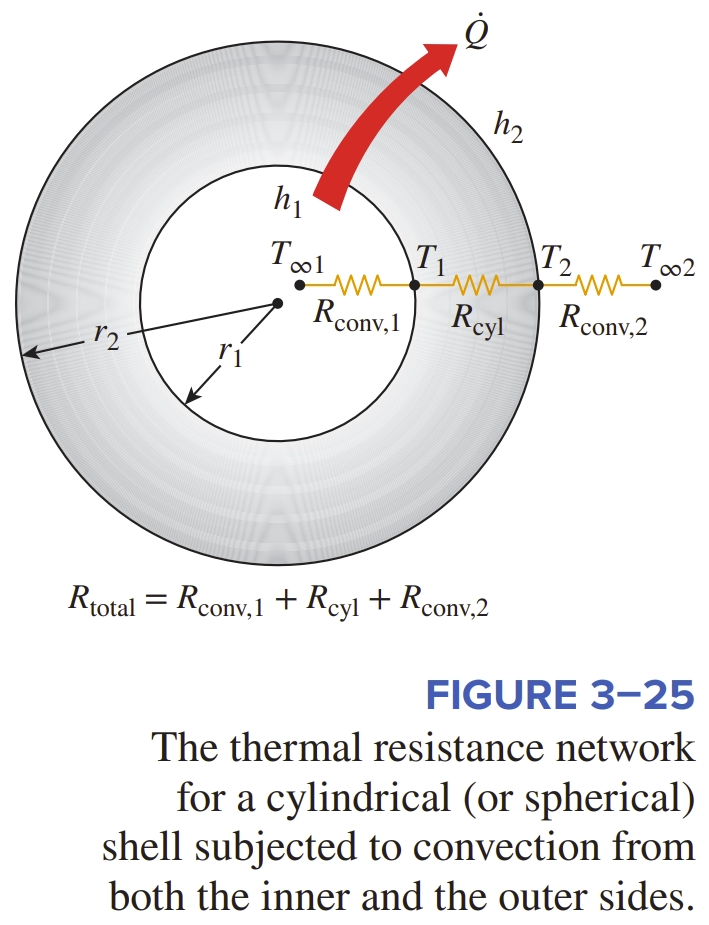 Q̇
h₂
h₁
T∞1
T₁
T₂
T∞2
Rconv,1
Rcyl
Rconv,2
r₂
r₁
Rtotal = Rconv,1 + Rcyl + Rconv,2
FIGURE 3–25
The thermal resistance network
for a cylindrical (or spherical)
shell subjected to convection from
both the inner and the outer sides.